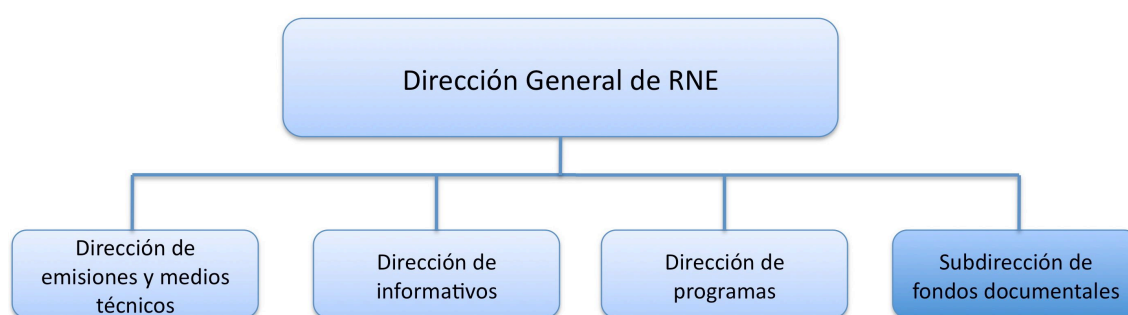 Dirección General de RNE
Dirección de
emisiones y medios
técnicos
Dirección de
informativos
Dirección de
programas
Subdirección de
fondos documentales